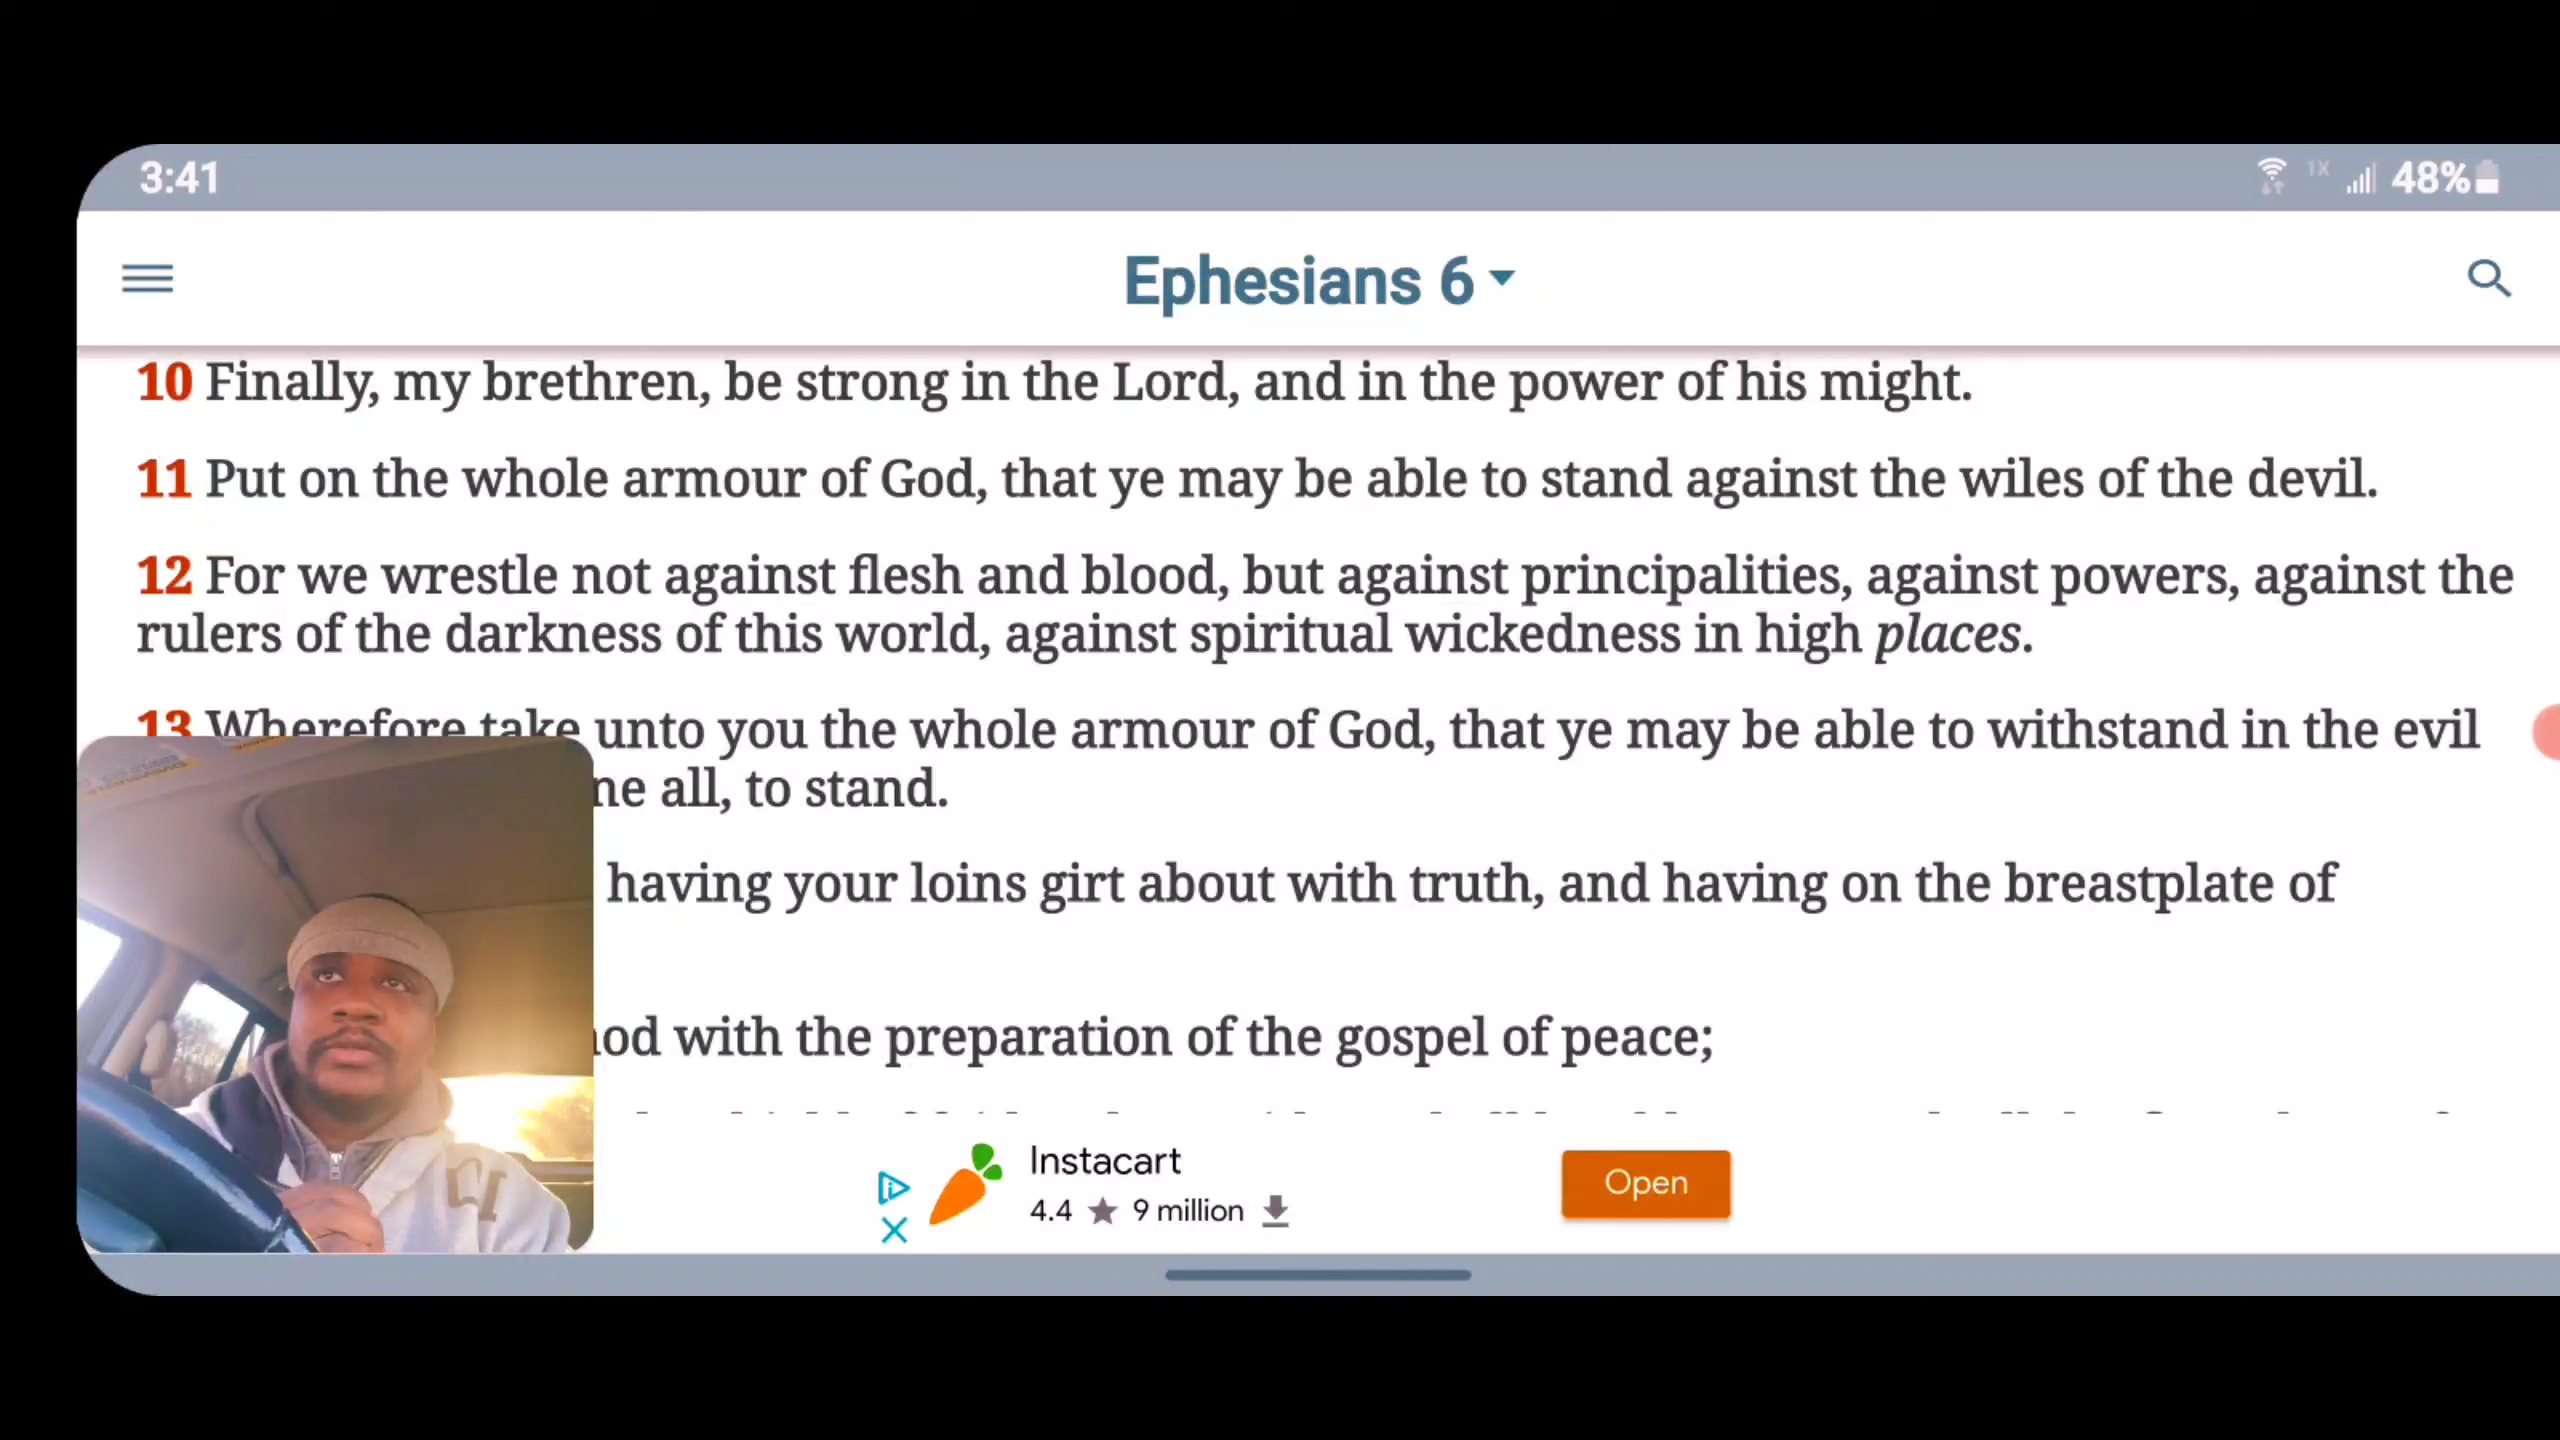 3:41
1X
48%
Ephesians 6
10 Finally, my brethren, be strong in the Lord, and in the power of his might.
11 Put on the whole armour of God, that ye may be able to stand against the wiles of the devil.
12 For we wrestle not against flesh and blood, but against principalities, against powers, against the
rulers of the darkness of this world, against spiritual wickedness in high places.
13 Wherefore take unto you the whole armour of God, that ye may be able to withstand in the evil
all, to stand.
having your loins girt about with truth, and having on the breastplate of
with the preparation of the gospel of peace;
Instacart
4.4 ★ 9 million
Open